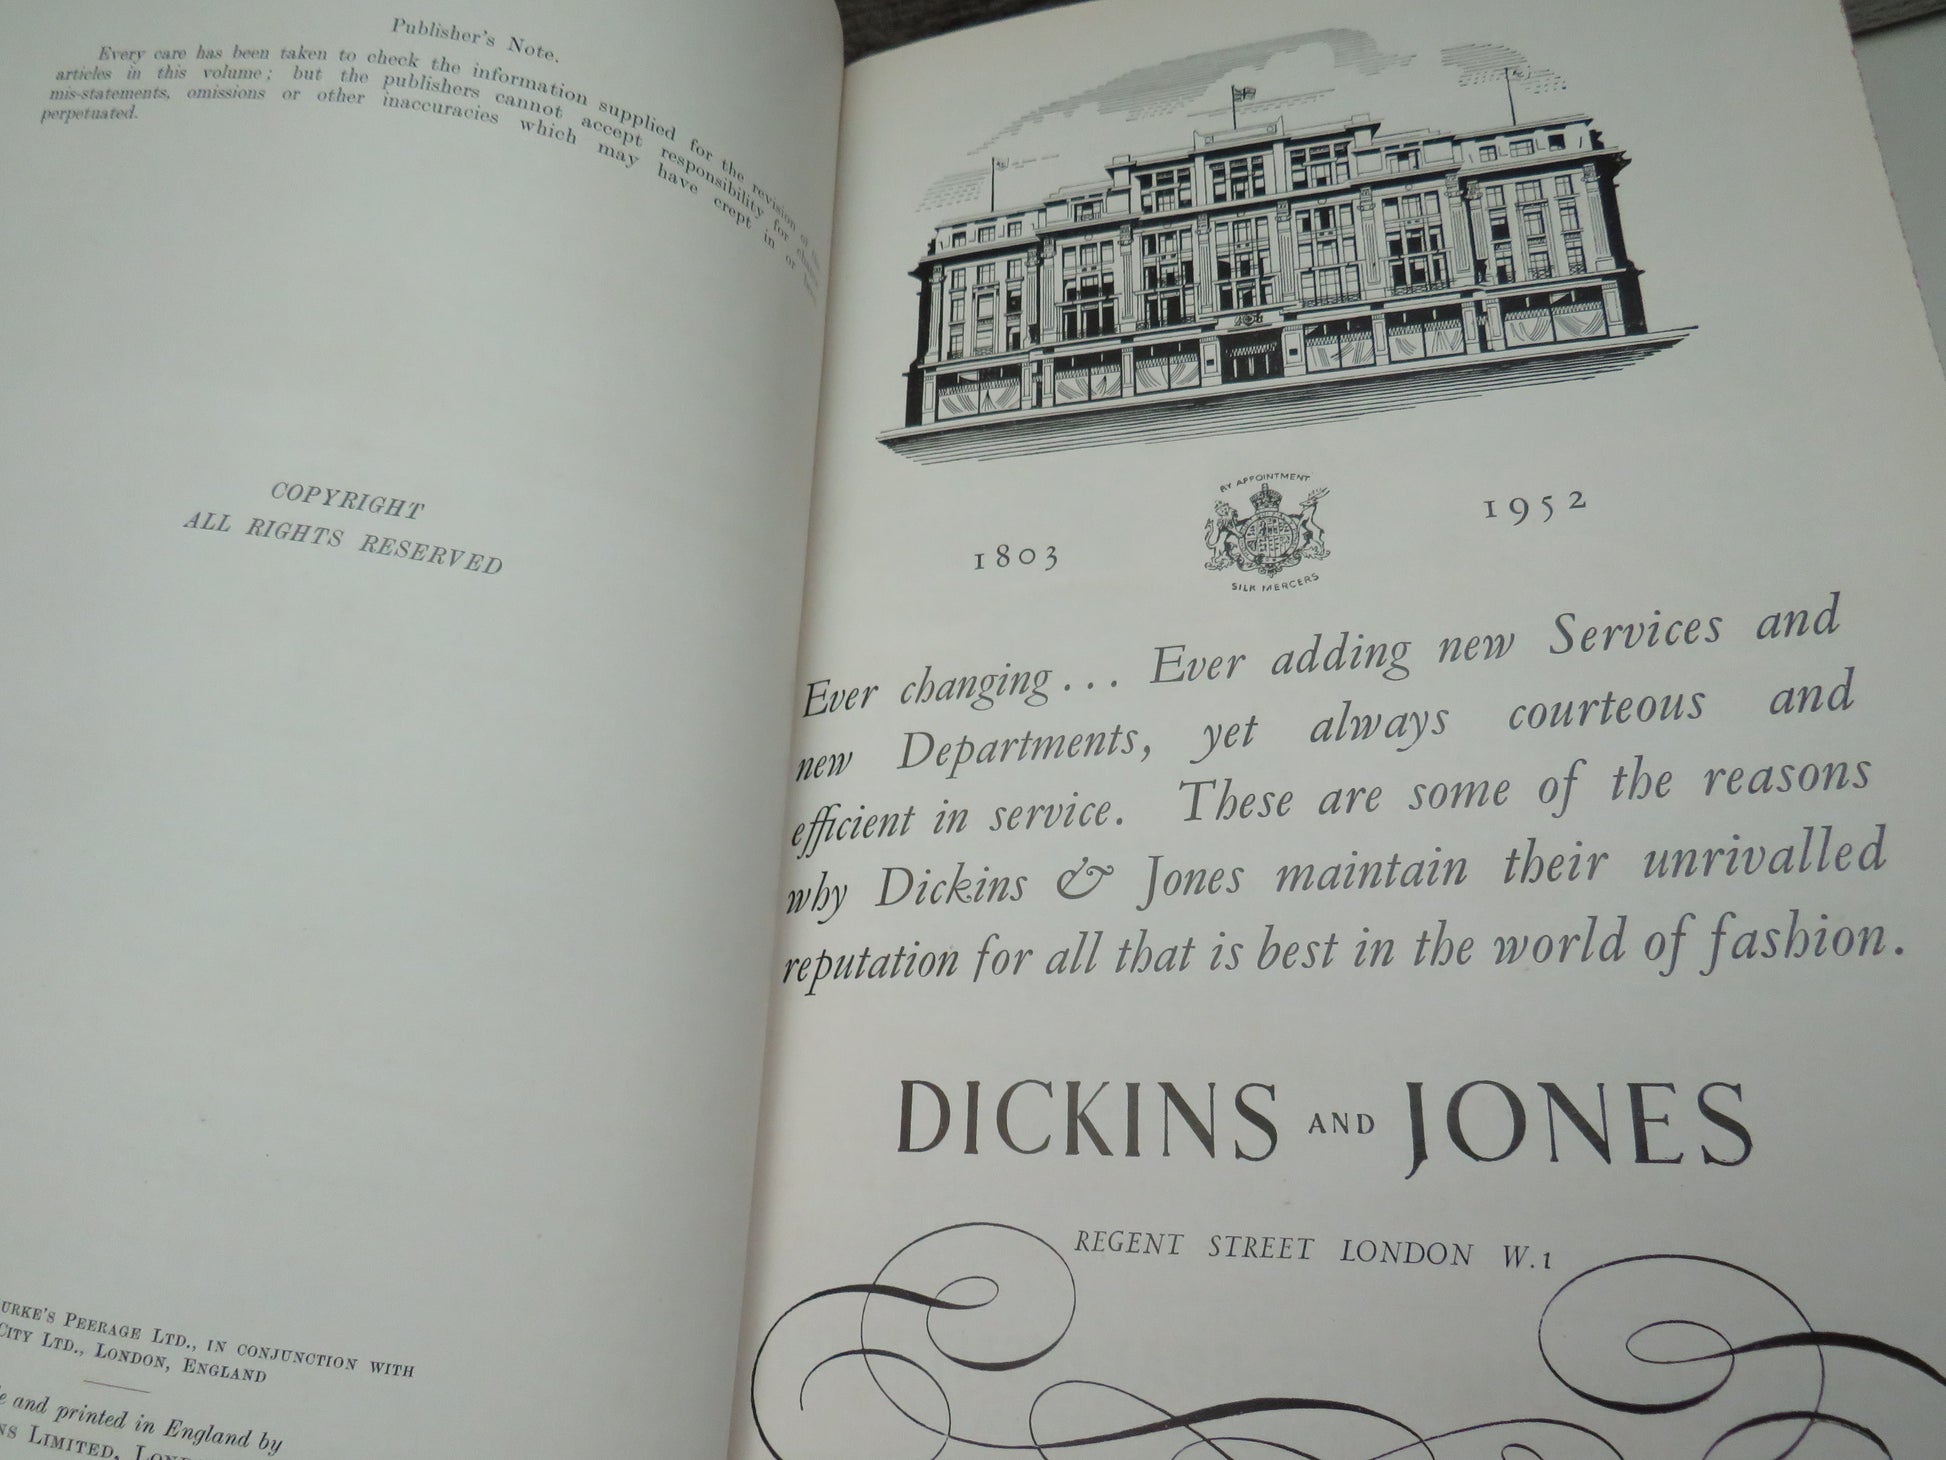 Publisher's Note.
Every care has been taken to check the information supplied for the revision of the
articles in this volume; but the publishers cannot accept responsibility for
mis-statements, omissions or other inaccuracies which may have crept in or
perpetuated.
COPYRIGHT
ALL RIGHTS RESERVED
URKE'S PEERAGE LTD., IN CONJUNCTION WITH
CITY LTD., LONDON, ENGLAND
e and printed in England by
NS LIMITED, LON
BY APPOINTMENT
SILK MERCERS
1803
1952
Ever changing... Ever adding new Services and
new Departments, yet always courteous and
efficient in service. These are some of the reasons
why Dickins & Jones maintain their unrivalled
reputation for all that is best in the world of fashion.
DICKINS AND JONES
REGENT STREET LONDON W.1